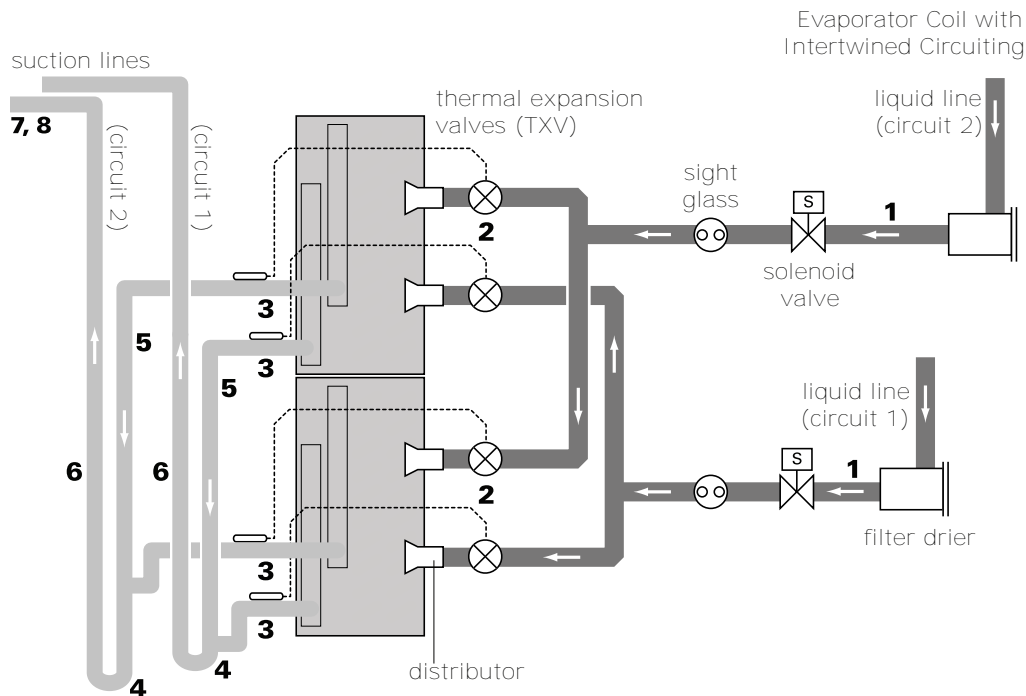 Evaporator Coil with
Intertwined Circuiting
suction lines
7, 8
(circuit 2)
(circuit 1)
thermal expansion
valves (TXV)
liquid line
(circuit 2)
sight
glass
S
1
2
solenoid
valve
3
5
3
5
liquid line
(circuit 1)
6
6
2
S
1
filter drier
3
3
4
4
distributor